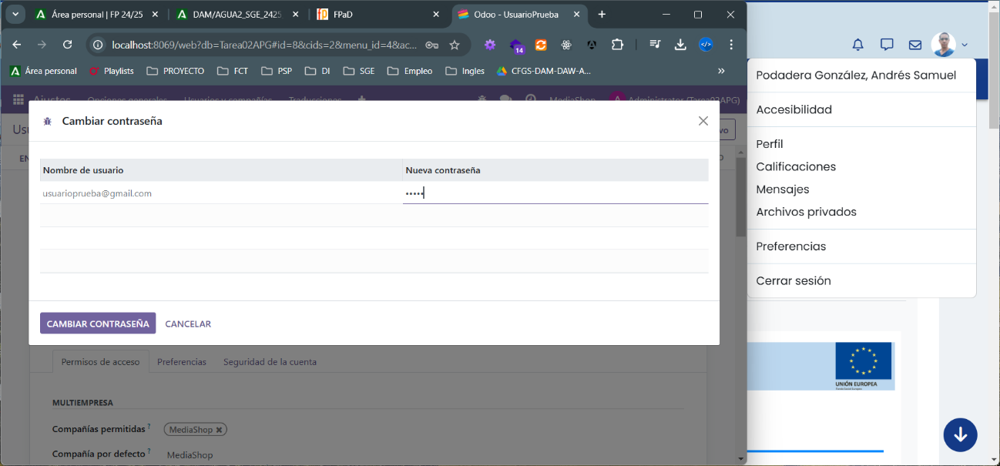 Área personal | FP 24/25
DAM/AGUA2_SGE_2425
FPaD
Odoo - UsuarioPrueba
localhost:8069/web?db=Tarea02APG#id=8&cids=2&menu_id=4&ac...
14
Área personal
Playlists
PROYECTO
FCT
PSP
DI
SGE
Empleo
Ingles
CFGS-DAM-DAW-A...
»
Ajustes Opciones generales Usuarios y compañías Traducciones
MediaShop
A Administrator (Tarea02APG)
Cambiar contraseña
Nombre de usuario
Nueva contraseña
usuarioprueba@gmail.com
•••••
CAMBIAR CONTRASEÑA
CANCELAR
Permisos de acceso
Preferencias
Seguridad de la cuenta
MULTIEMPRESA
Compañías permitidas ?
MediaShop
Compañía por defecto ?
MediaShop
Podadera González, Andrés Samuel
Accesibilidad
Perfil
Calificaciones
Mensajes
Archivos privados
Preferencias
Cerrar sesión
UNIÓN EUROPEA